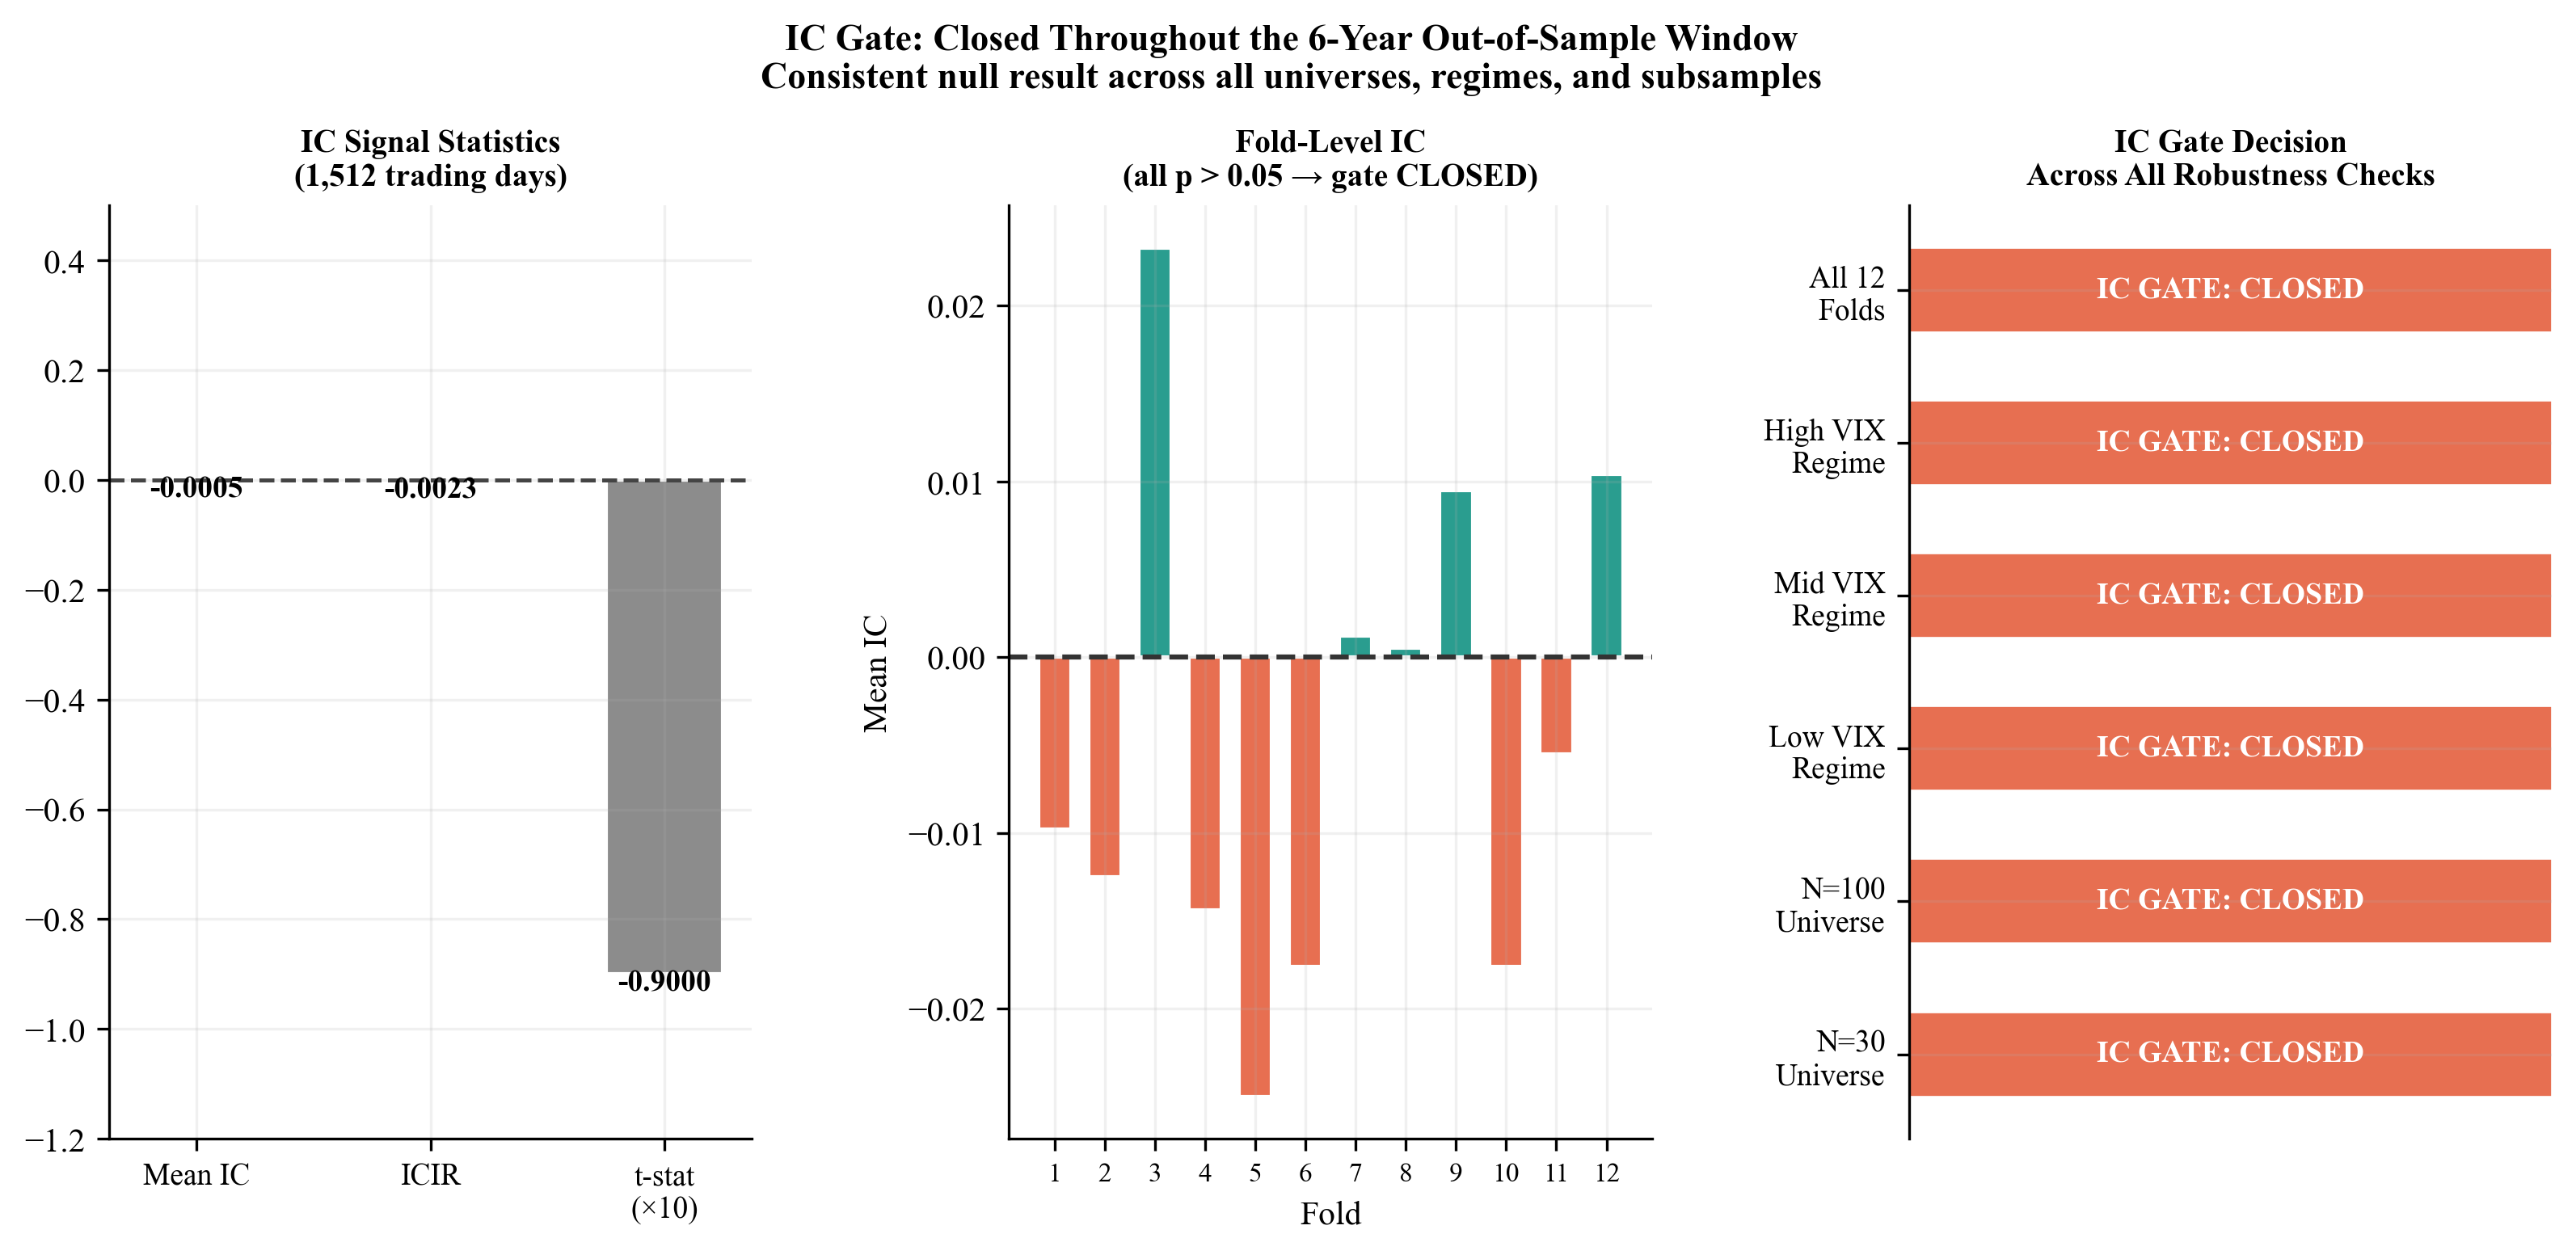 IC Gate: Closed Throughout the 6-Year Out-of-Sample Window
Consistent null result across all universes, regimes, and subsamples
IC Signal Statistics
(1,512 trading days)
0.4
0.2
0.0
−0.2
−0.4
−0.6
−0.8
−1.0
−1.2
-0.0005
-0.0023
-0.9000
Mean IC
ICIR
t-stat
(×10)
Fold-Level IC
(all p > 0.05 → gate CLOSED)
Mean IC
0.02
0.01
0.00
−0.01
−0.02
1 2 3 4 5 6 7 8 9 10 11 12
Fold
IC Gate Decision
Across All Robustness Checks
All 12
Folds
IC GATE: CLOSED
High VIX
Regime
IC GATE: CLOSED
Mid VIX
Regime
IC GATE: CLOSED
Low VIX
Regime
IC GATE: CLOSED
N=100
Universe
IC GATE: CLOSED
N=30
Universe
IC GATE: CLOSED